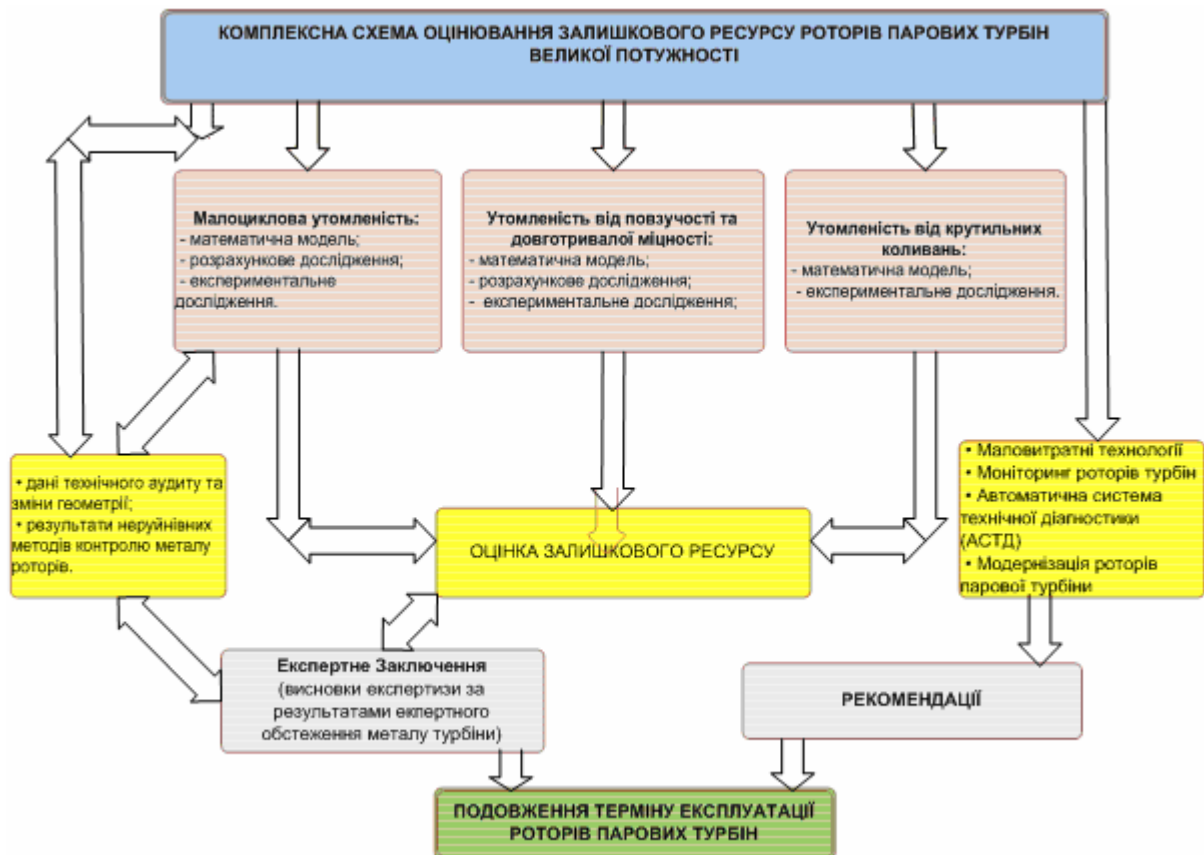 КОМПЛЕКСНА СХЕМА ОЦІНЮВАННЯ ЗАЛИШКОВОГО РЕСУРСУ РОТОРІВ ПАРОВИХ ТУРБІН
ВЕЛИКОЇ ПОТУЖНОСТІ
Малоциклова утомленість:
- математична модель;
- розрахункове дослідження;
- експериментальне
дослідження.
Утомленість від повзучості та
довготривалої міцності:
- математична модель;
- розрахункове дослідження;
- експериментальне дослідження;
Утомленість від крутильних
коливань:
- математична модель;
- експериментальне дослідження.
• дані технічного аудиту та
зміни геометрії;
• результати неруйнівних
методів контролю металу
роторів.
ОЦІНКА ЗАЛИШКОВОГО РЕСУРСУ
• Маловитратні технології
• Моніторинг роторів турбін
• Автоматична система
технічної діагностики
(АСТД)
• Модернізація роторів
парової турбіни
Експертне Заключення
(висновки експертизи за
результатами екпертного
обстеження металу турбіни)
РЕКОМЕНДАЦІЇ
ПОДОВЖЕННЯ ТЕРМІНУ ЕКСПЛУАТАЦІЇ
РОТОРІВ ПАРОВИХ ТУРБІН